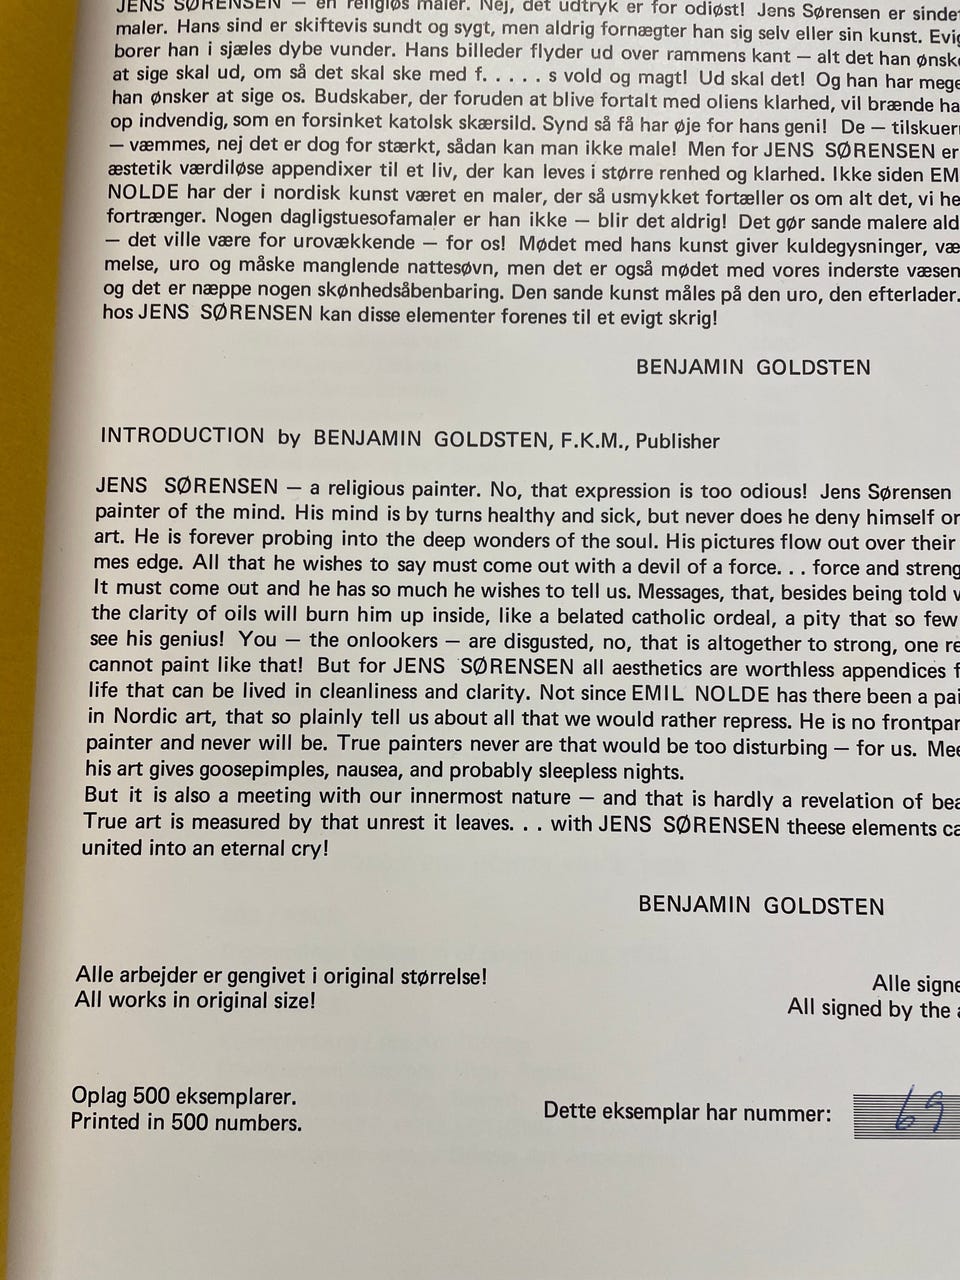 JENS SØRENSEN — en religiøs maler. Nej, det udtryk er for odiøst! Jens Sørensen er sinde
maler. Hans sind er skiftevis sundt og sygt, men aldrig fornægter han sig selv eller sin kunst. Evig
borer han i sjæles dybe vunder. Hans billeder flyder ud over rammens kant — alt det han ønske
at sige skal ud, om så det skal ske med f. . . . . s vold og magt! Ud skal det! Og han har mege
han ønsker at sige os. Budskaber, der foruden at blive fortalt med oliens klarhed, vil brænde ha
op indvendig, som en forsinket katolsk skærsild. Synd så få har øje for hans geni! De — tilskuern
— væmmes, nej det er dog for stærkt, sådan kan man ikke male! Men for JENS SØRENSEN er
æstetik værdiløse appendixer til et liv, der kan leves i større renhed og klarhed. Ikke siden EM
NOLDE har der i nordisk kunst været en maler, der så usmykket fortæller os om alt det, vi he
fortrænger. Nogen dagligstuesofamaler er han ikke — blir det aldrig! Det gør sande malere ald
— det ville være for urovækkende — for os! Mødet med hans kunst giver kuldegysninger, væ
melse, uro og måske manglende nattesøvn, men det er også mødet med vores inderste væsen
og det er næppe nogen skønhedsåbenbaring. Den sande kunst måles på den uro, den efterlader.
hos JENS SØRENSEN kan disse elementer forenes til et evigt skrig!
BENJAMIN GOLDSTEN
INTRODUCTION by BENJAMIN GOLDSTEN, F.K.M., Publisher
JENS SØRENSEN — a religious painter. No, that expression is too odious! Jens Sørensen
painter of the mind. His mind is by turns healthy and sick, but never does he deny himself or
art. He is forever probing into the deep wonders of the soul. His pictures flow out over their
mes edge. All that he wishes to say must come out with a devil of a force. . . force and streng
It must come out and he has so much he wishes to tell us. Messages, that, besides being told w
the clarity of oils will burn him up inside, like a belated catholic ordeal, a pity that so few
see his genius! You — the onlookers — are disgusted, no, that is altogether to strong, one re
cannot paint like that! But for JENS SØRENSEN all aesthetics are worthless appendices f
life that can be lived in cleanliness and clarity. Not since EMIL NOLDE has there been a pai
in Nordic art, that so plainly tell us about all that we would rather repress. He is no frontpar
painter and never will be. True painters never are that would be too disturbing — for us. Mee
his art gives goosepimples, nausea, and probably sleepless nights.
But it is also a meeting with our innermost nature — and that is hardly a revelation of bea
True art is measured by that unrest it leaves. . . with JENS SØRENSEN theese elements ca
united into an eternal cry!
BENJAMIN GOLDSTEN
Alle arbejder er gengivet i original størrelse!
All works in original size!
Alle signe
All signed by the a
Oplag 500 eksemplarer.
Printed in 500 numbers.
Dette eksemplar har nummer: 69